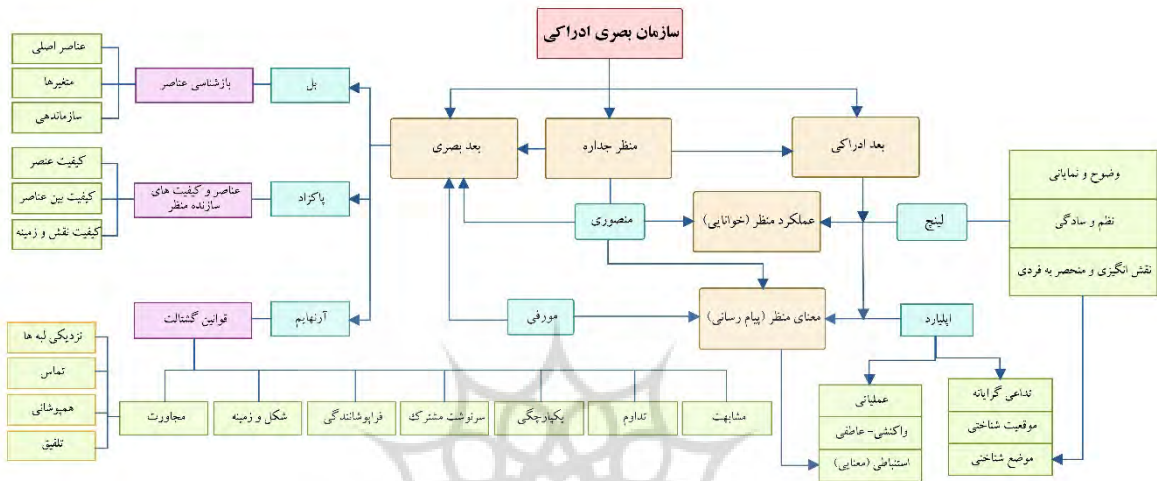 سازمان بصری ادراکی
منظر جداره
بعد ادراکی
بعد بصری
بل
بازشناسی عناصر
عناصر اصلی
متغیرها
سازماندهی
پاکزاد
عناصر و کیفیت های
سازنده منظر
کیفیت عنصر
کیفیت بین عناصر
کیفیت نقش و زمینه
آرنهایم
قوانین گشتالت
منصوری
عملکرد منظر (خوانایی)
لینچ
وضوح و نمایانی
نظم و سادگی
نقش انگیزی و منحصر به فردی
مورفی
معنای منظر (پیام رسانی)
اپلیارد
تداعی گرایانه
موقعیت شناختی
موضع شناختی
عملیاتی
واکنشی- عاطفی
استنباطی (معنایی)
مشابهت
تداوم
یکپارچگی
سرنوشت مشترک
فراپوشانندگی
شکل و زمینه
مجاورت
نزدیکی لبه ها
تماس
همپوشانی
تلفیق